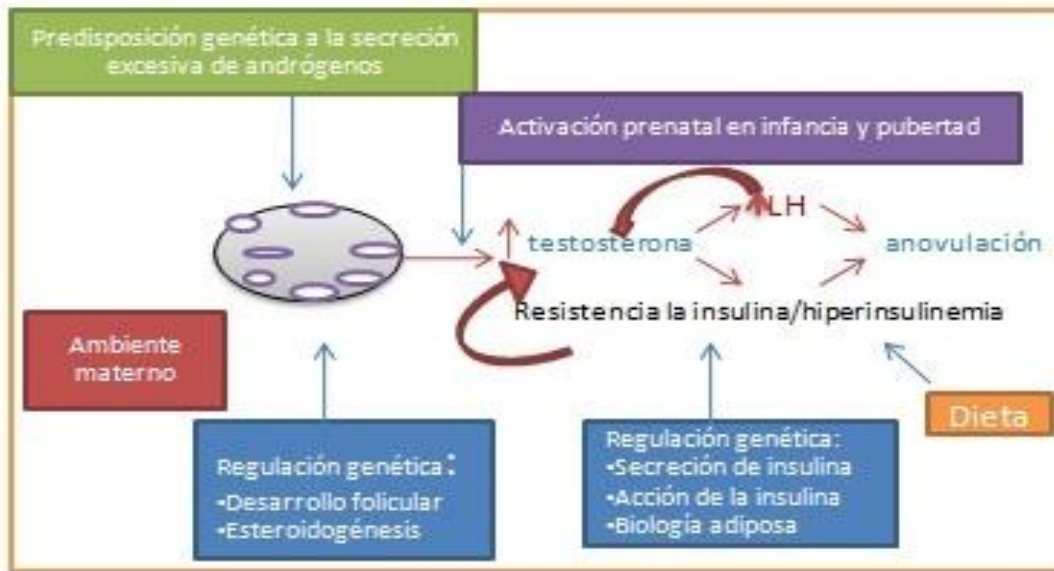 Predisposición genética a la secreción
excesiva de andrógenos
Activación prenatal en infancia y pubertad
LH
testosterona
anovulación
Resistencia la insulina/hiperinsulinemia
Ambiente
materno
Dieta
Regulación genética:
•Desarrollo folicular
•Esteroidogénesis
Regulación genética:
•Secreción de insulina
•Acción de la insulina
•Biología adiposa